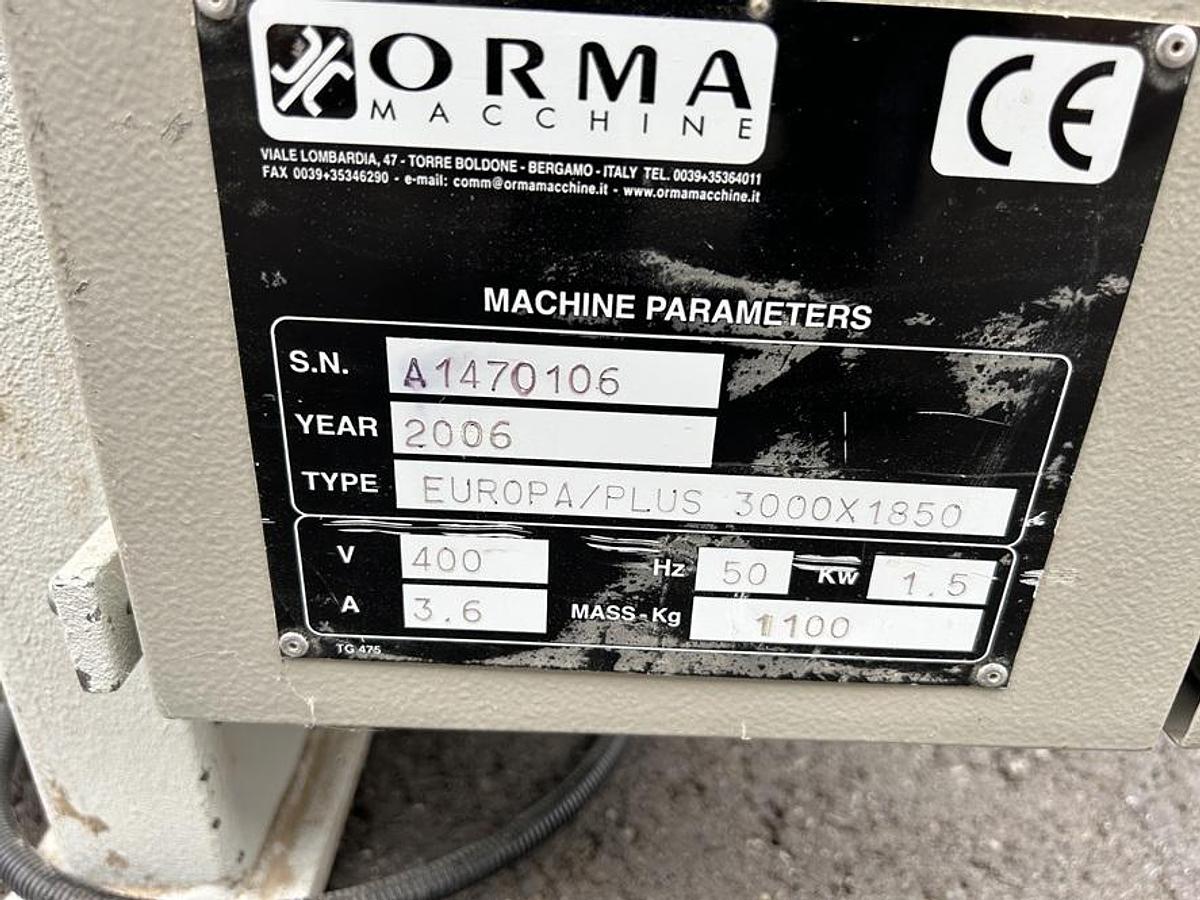 ORMA
MACCHINE
CE
VIALE LOMBARDIA, 47 - TORRE BOLDONE - BERGAMO - ITALY TEL. 0039+35364011
FAX 0039+35346290 - e-mail: comm@ormamacchine.it - www.ormamacchine.it
MACHINE PARAMETERS
S.N. A1470106
YEAR 2006
TYPE EUROPA/PLUS 3000X1850
V 400 Hz 50 Kw 1.5
A 3.6 MASS-Kg 1100
TG 475